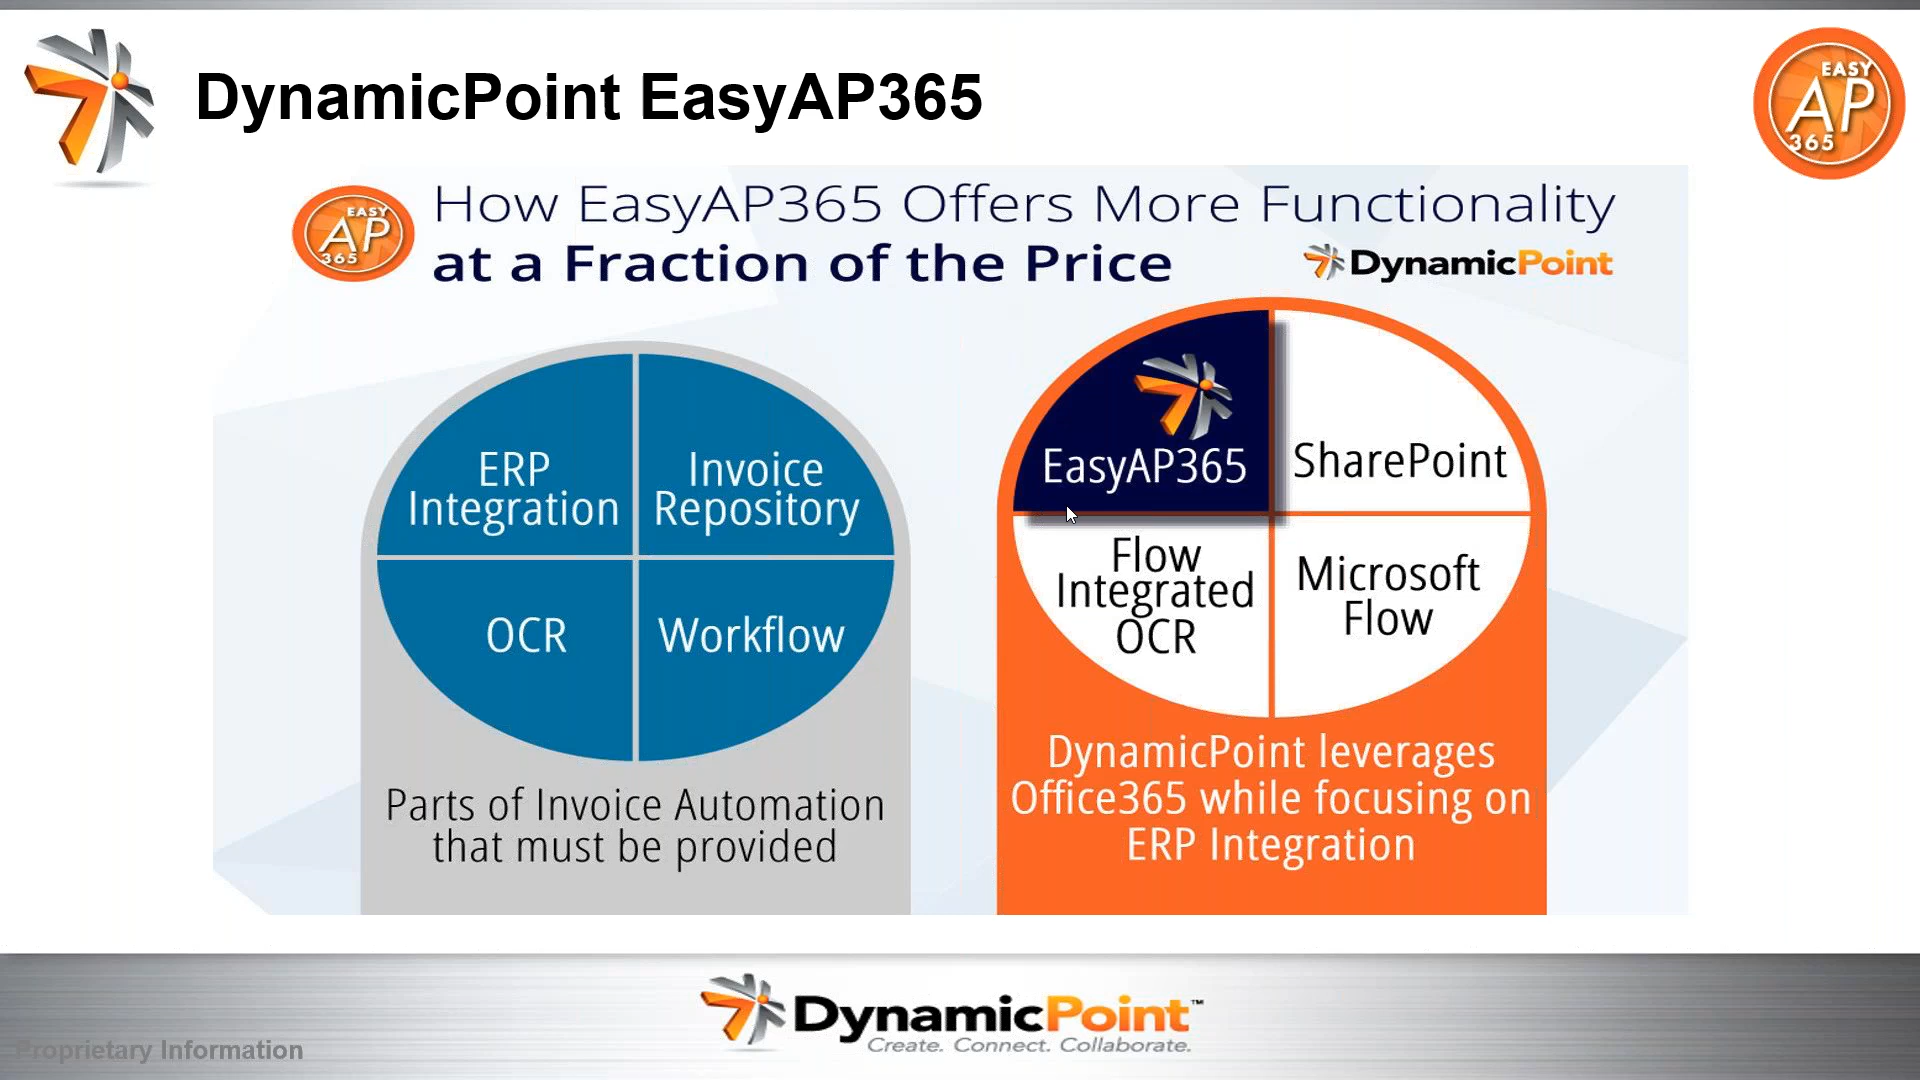 DynamicPoint EasyAP365
EASY
AP
365
EASY
AP
365
How EasyAP365 Offers More Functionality
at a Fraction of the Price
DynamicPoint
ERP
Integration
Invoice
Repository
OCR
Workflow
Parts of Invoice Automation
that must be provided
EasyAP365
SharePoint
Flow
Integrated
OCR
Microsoft
Flow
DynamicPoint leverages
Office365 while focusing on
ERP Integration
DynamicPoint™
Create. Connect. Collaborate.
Proprietary Information